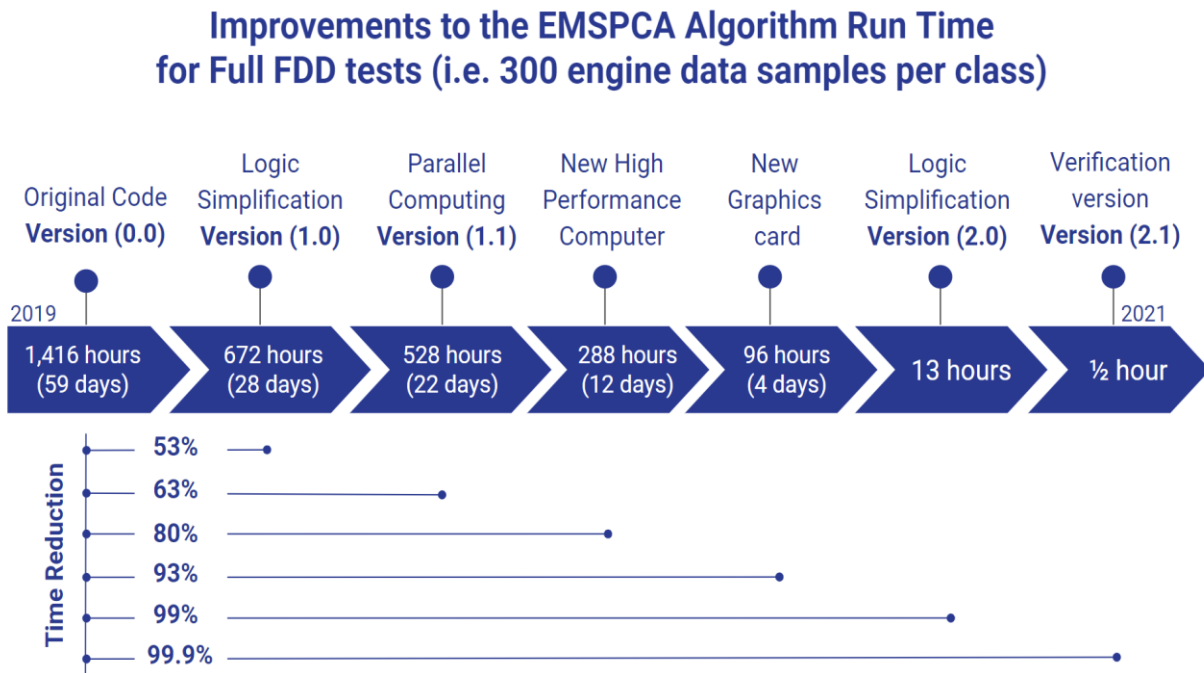 Improvements to the EMSPCA Algorithm Run Time
for Full FDD tests (i.e. 300 engine data samples per class)
Original Code
Version (0.0)
Logic
Simplification
Version (1.0)
Parallel
Computing
Version (1.1)
New High
Performance
Computer
New
Graphics
card
Logic
Simplification
Version (2.0)
Verification
version
Version (2.1)
2019
2021
1,416 hours
(59 days)
672 hours
(28 days)
528 hours
(22 days)
288 hours
(12 days)
96 hours
(4 days)
13 hours
½ hour
Time Reduction
53%
63%
80%
93%
99%
99.9%